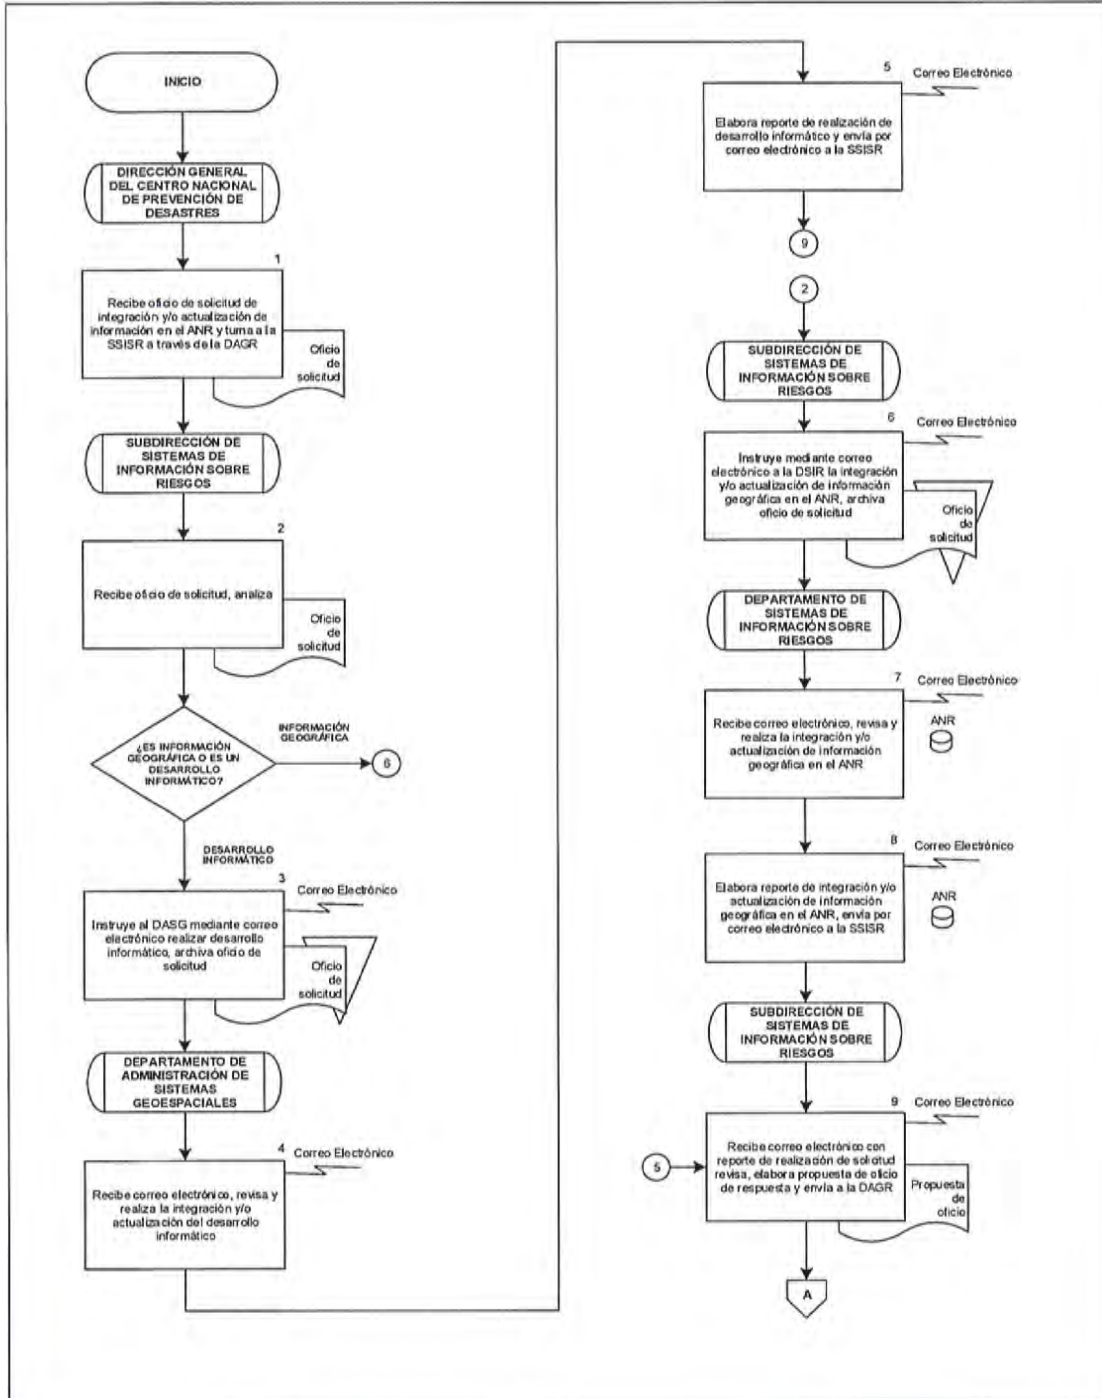 INICIO
DIRECCIÓN GENERAL
DEL CENTRO NACIONAL
DE PREVENCIÓN DE
DESASTRES
1
Recibe oficio de solicitud de
integración y/o actualización de
información en el ANR y turna a la
SSISR a través de la DAGR
Oficio
de
solicitud
SUBDIRECCIÓN DE
SISTEMAS DE
INFORMACIÓN SOBRE
RIESGOS
2
Recibe oficio de solicitud, analiza
Oficio
de
solicitud
¿ES INFORMACIÓN
GEOGRÁFICA O ES UN
DESARROLLO
INFORMÁTICO?
INFORMACIÓN
GEOGRÁFICA
6
DESARROLLO
INFORMÁTICO
3
Correo Electrónico
Instruye al DASG mediante correo
electrónico realizar desarrollo
informático, archiva oficio de
solicitud
Oficio
de
solicitud
DEPARTAMENTO DE
ADMINISTRACIÓN DE
SISTEMAS
GEOESPACIALES
4
Correo Electrónico
Recibe correo electrónico, revisa y
realiza la integración y/o
actualización del desarrollo
informático
5
Correo Electrónico
Elabora reporte de realización de
desarrollo informático y envía por
correo electrónico a la SSISR
9
2
SUBDIRECCIÓN DE
SISTEMAS DE
INFORMACIÓN SOBRE
RIESGOS
6
Correo Electrónico
Instruye mediante correo
electrónico a la DSIR la integración
y/o actualización de información
geográfica en el ANR, archiva
oficio de solicitud
Oficio
de
solicitud
DEPARTAMENTO DE
SISTEMAS DE
INFORMACIÓN SOBRE
RIESGOS
7
Correo Electrónico
Recibe correo electrónico, revisa y
realiza la integración y/o
actualización de información
geográfica en el ANR
ANR
8
Correo Electrónico
Elabora reporte de integración y/o
actualización de información
geográfica en el ANR, envía por
correo electrónico a la SSISR
ANR
SUBDIRECCIÓN DE
SISTEMAS DE
INFORMACIÓN SOBRE
RIESGOS
9
Correo Electrónico
5
Recibe correo electrónico con
reporte de realización de solicitud
revisa, elabora propuesta de oficio
de respuesta y envía a la DAGR
Propuesta
de
oficio
A